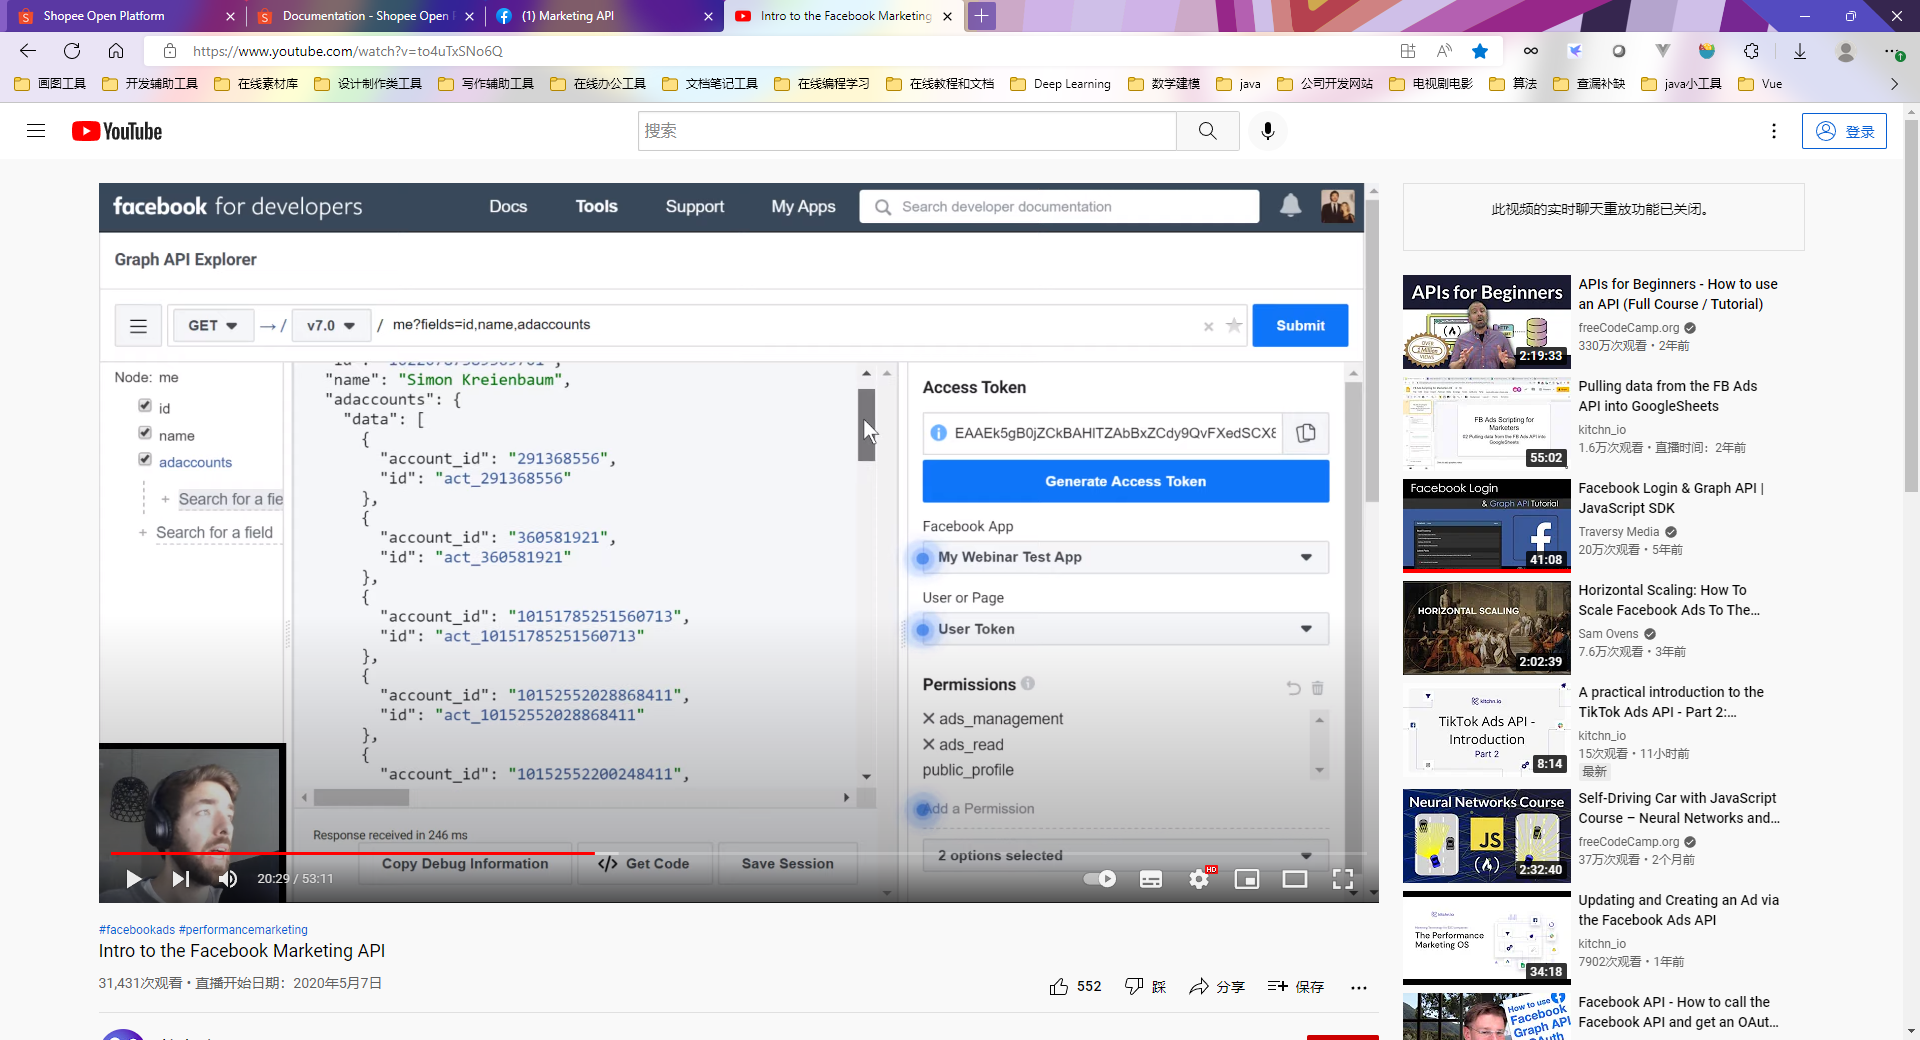 Shopee Open Platform
Documentation - Shopee Open
(1) Marketing API
Intro to the Facebook Marketing
https://www.youtube.com/watch?v=to4uTxSNo6Q
画图工具
开发辅助工具
在线素材库
设计制作类工具
写作辅助工具
在线办公工具
文档笔记工具
在线编程学习
在线教程和文档
Deep Learning
数学建模
java
公司开发网站
电视剧电影
算法
查漏补缺
java小工具
Vue
YouTube
搜索
登录
facebook for developers
Docs
Tools
Support
My Apps
Search developer documentation
Graph API Explorer
GET
→ /
v7.0
/ me?fields=id,name,adaccounts
Submit
Node: me
id
name
adaccounts
+ Search for a fie
+ Search for a field
"name": "Simon Kreienbaum",
"adaccounts": {
"data": [
{
"account_id": "291368556",
"id": "act_291368556"
},
{
"account_id": "360581921",
"id": "act_360581921"
},
{
"account_id": "10151785251560713",
"id": "act_10151785251560713"
},
{
"account_id": "10152552028868411",
"id": "act_10152552028868411"
},
{
"account_id": "10152552200248411",
Response received in 246 ms
Copy Debug Information
</> Get Code
Save Session
20:29 / 53:11
Access Token
EAAEk5gB0jZCkBAHITZAbBxZCdy9QvFXedSCX8
Generate Access Token
Facebook App
My Webinar Test App
User or Page
User Token
Permissions
ads_management
ads_read
public_profile
Add a Permission
2 options selected
HD
#facebookads #performancemarketing
Intro to the Facebook Marketing API
31,431次观看 • 直播开始日期：2020年5月7日
552
踩
分享
保存
此视频的实时聊天重放功能已关闭。
APIs for Beginners
OVER
1 Million
VIEWS
2:19:33
APIs for Beginners - How to use
an API (Full Course / Tutorial)
freeCodeCamp.org
330万次观看 • 2年前
FB Ads Scripting for
Marketers
#2 Pulling data from the FB Ads API into
GoogleSheets
55:02
Pulling data from the FB Ads
API into GoogleSheets
kitchn_io
1.6万次观看 • 直播时间：2年前
Facebook Login
& Graph API Tutorial
41:08
Facebook Login & Graph API |
JavaScript SDK
Traversy Media
20万次观看 • 5年前
HORIZONTAL SCALING
2:02:39
Horizontal Scaling: How To
Scale Facebook Ads To The...
Sam Ovens
7.6万次观看 • 3年前
kitchn.io
TikTok Ads API -
Introduction
Part 2
8:14
A practical introduction to the
TikTok Ads API - Part 2:...
kitchn_io
15次观看 • 11小时前
最新
Neural Networks Course
JS
2:32:40
Self-Driving Car with JavaScript
Course – Neural Networks and...
freeCodeCamp.org
37万次观看 • 2个月前
kitchn.io
The Performance
Marketing OS
34:18
Updating and Creating an Ad via
the Facebook Ads API
kitchn_io
7902次观看 • 1年前
How to use
Facebook
Graph API
OAuth
Facebook API - How to call the
Facebook API and get an OAut...